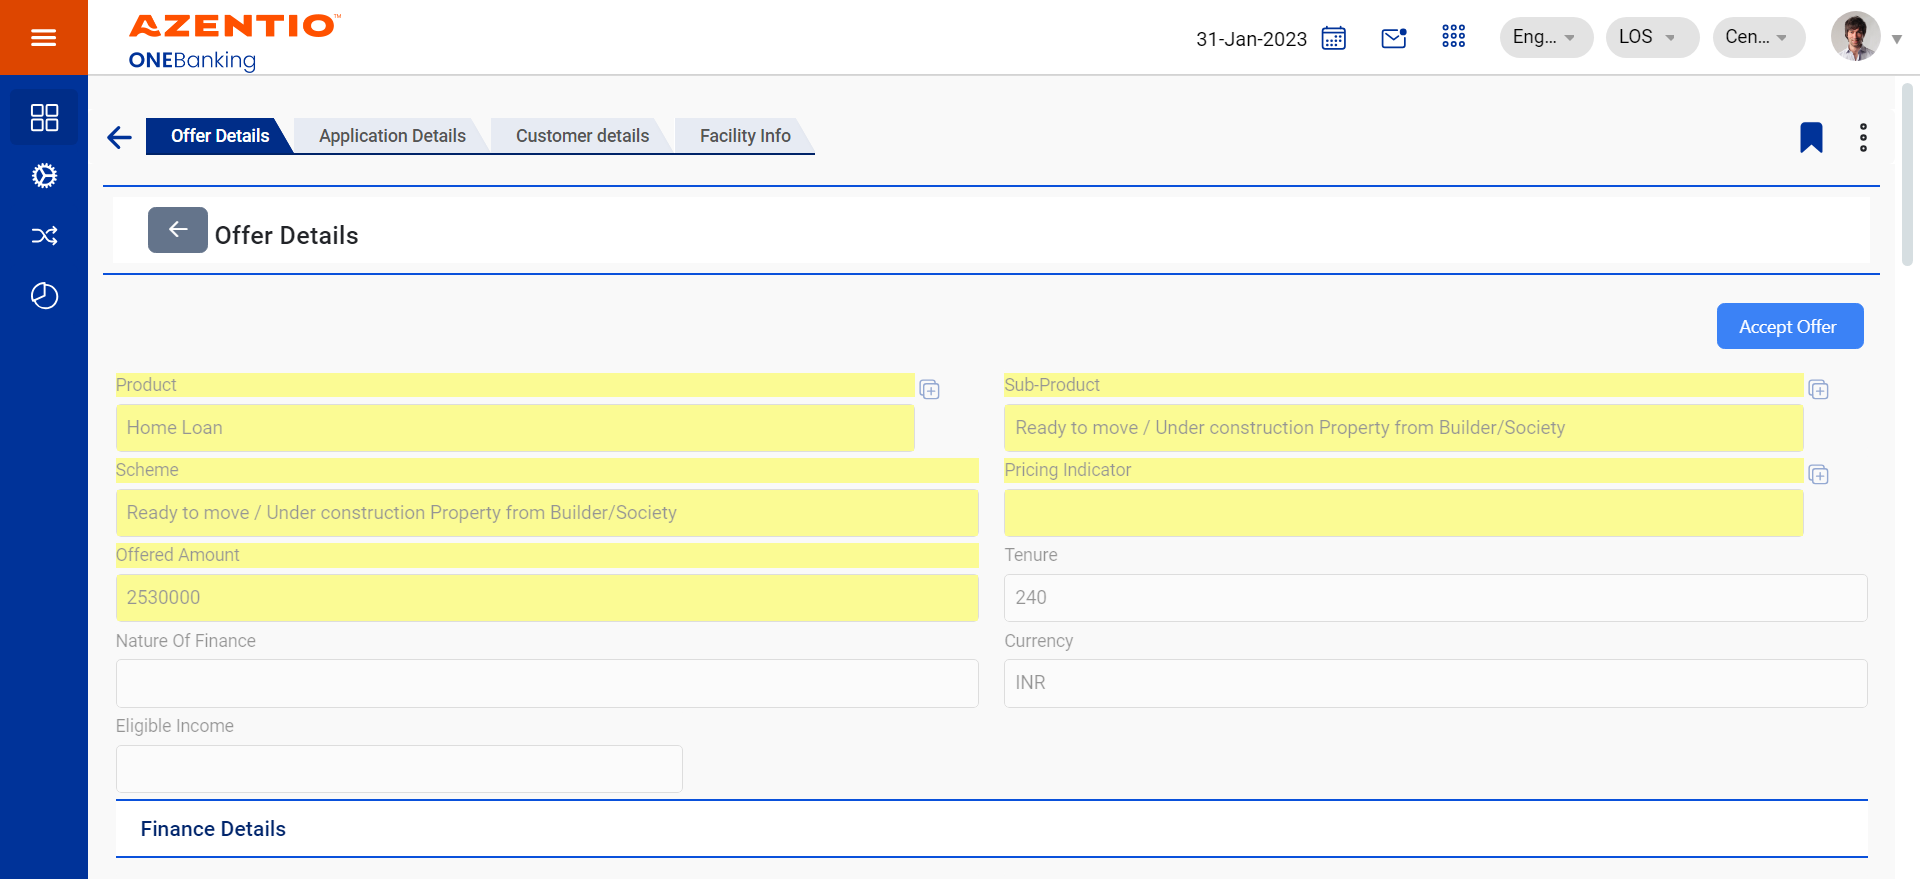 AZENTIO™
ONEBanking
31-Jan-2023
Eng...
LOS
Cen...
Offer Details
Application Details
Customer details
Facility Info
Offer Details
Accept Offer
Product
Sub-Product
Home Loan
Ready to move / Under construction Property from Builder/Society
Scheme
Pricing Indicator
Ready to move / Under construction Property from Builder/Society
Offered Amount
Tenure
2530000
240
Nature Of Finance
Currency
INR
Eligible Income
Finance Details